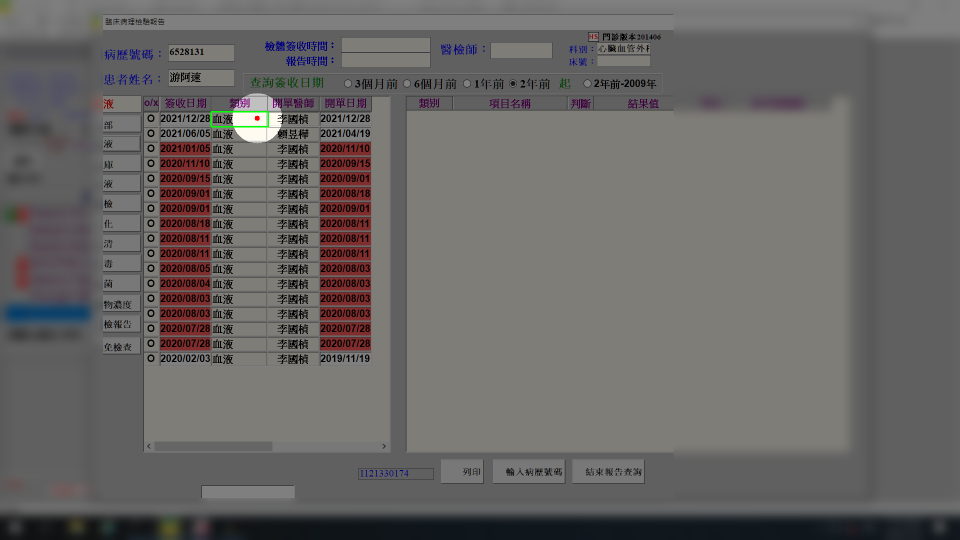 臨床病理檢驗報告
病歷號碼： 6528131 檢體簽收時間： 醫檢師： HS 門診版本201406
報告時間： 科別： 心臟血管外科
床號：
患者姓名： 游阿速 查詢簽收日期 3個月前 6個月前 1年前 2年前 起 2年前-2009年
液 o/x 簽收日期 類別 開單醫師 開單日期 類別 項目名稱 判斷 結果值
O 2021/12/28 血液 李國楨 2021/12/28
部 O 2021/06/05 血液 賴昱樺 2021/04/19
液 O 2021/01/05 血液 李國楨 2020/11/10
庫 O 2020/11/10 血液 李國楨 2020/09/15
液 O 2020/09/15 血液 李國楨 2020/09/01
O 2020/09/01 血液 李國楨 2020/08/18
檢 O 2020/09/01 血液 李國楨 2020/09/01
化 O 2020/08/18 血液 李國楨 2020/08/11
清 O 2020/08/11 血液 李國楨 2020/08/11
O 2020/08/11 血液 李國楨 2020/08/11
毒 O 2020/08/05 血液 李國楨 2020/08/03
菌 O 2020/08/04 血液 李國楨 2020/08/03
物濃度 O 2020/08/03 血液 李國楨 2020/08/03
O 2020/08/03 血液 李國楨 2020/08/03
檢報告 O 2020/07/28 血液 李國楨 2020/07/28
免檢查 O 2020/07/28 血液 李國楨 2020/07/28
O 2020/02/03 血液 李國楨 2019/11/19
1121330174 列印 輸入病歷號碼 結束報告查詢